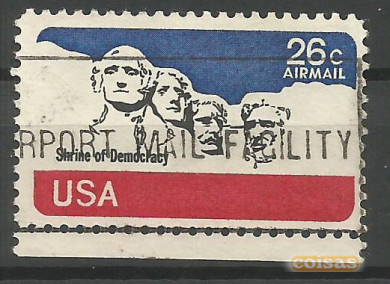 26c
AIRMAIL
RPORT MAIL FACILITY
Shrine of Democracy
USA
coisas